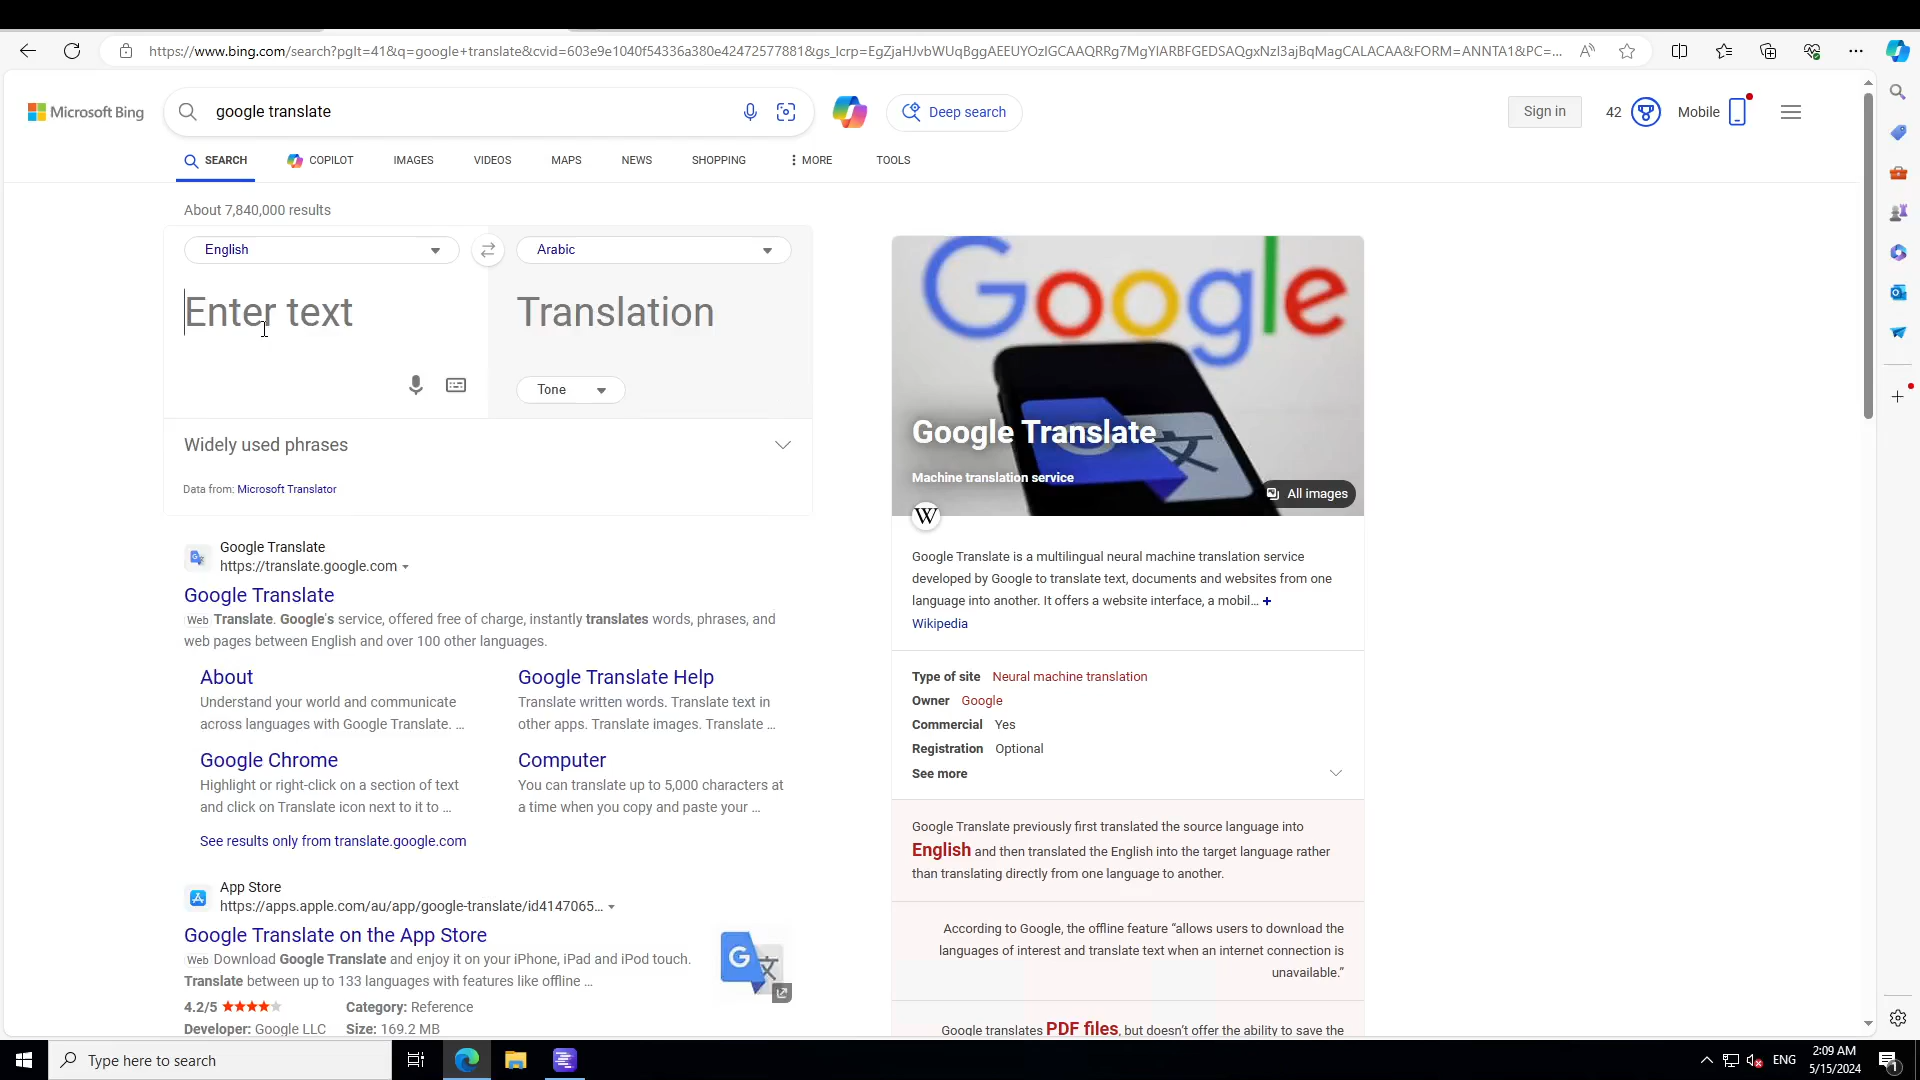 https://www.bing.com/search?pglt=41&q=google+translate&cvid=603e9e1040f54336a380e42472577881&gs_lcrp=EgZjaHJvbWUqBggAEEUYOzIGCAAQRRg7MgYIARBFGEDSAQgxNzI3ajBqMagCALACAA&FORM=ANNTA1&PC=...
Microsoft Bing
google translate
Deep search
Sign in
42
Mobile
SEARCH
COPILOT
IMAGES
VIDEOS
MAPS
NEWS
SHOPPING
MORE
TOOLS
About 7,840,000 results
English
Arabic
Enter text
Translation
Tone
Widely used phrases
Data from: Microsoft Translator
Google Translate
https://translate.google.com
Google Translate
Web Translate. Google's service, offered free of charge, instantly translates words, phrases, and
web pages between English and over 100 other languages.
About
Understand your world and communicate
across languages with Google Translate. ...
Google Translate Help
Translate written words. Translate text in
other apps. Translate images. Translate ...
Google Chrome
Highlight or right-click on a section of text
and click on Translate icon next to it to ...
Computer
You can translate up to 5,000 characters at
a time when you copy and paste your ...
See results only from translate.google.com
App Store
https://apps.apple.com/au/app/google-translate/id4147065...
Google Translate on the App Store
Web Download Google Translate and enjoy it on your iPhone, iPad and iPod touch.
Translate between up to 133 languages with features like offline ...
4.2/5
Category: Reference
Developer: Google LLC
Size: 169.2 MB
G 文
Google
G 文
Google Translate
Machine translation service
All images
W
Google Translate is a multilingual neural machine translation service
developed by Google to translate text, documents and websites from one
language into another. It offers a website interface, a mobil... +
Wikipedia
Type of site Neural machine translation
Owner Google
Commercial Yes
Registration Optional
See more
Google Translate previously first translated the source language into
English and then translated the English into the target language rather
than translating directly from one language to another.
According to Google, the offline feature “allows users to download the
languages of interest and translate text when an internet connection is
unavailable.”
Google translates PDF files, but doesn’t offer the ability to save the
Type here to search
ENG
2:09 AM
5/15/2024
1